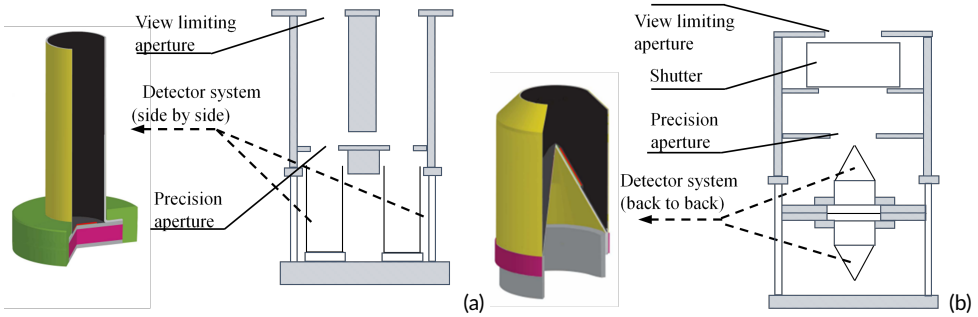 View limiting
aperture
Detector system
(side by side)
Precision
aperture
(a)
View limiting
aperture
Shutter
Precision
aperture
Detector system
(back to back)
(b)